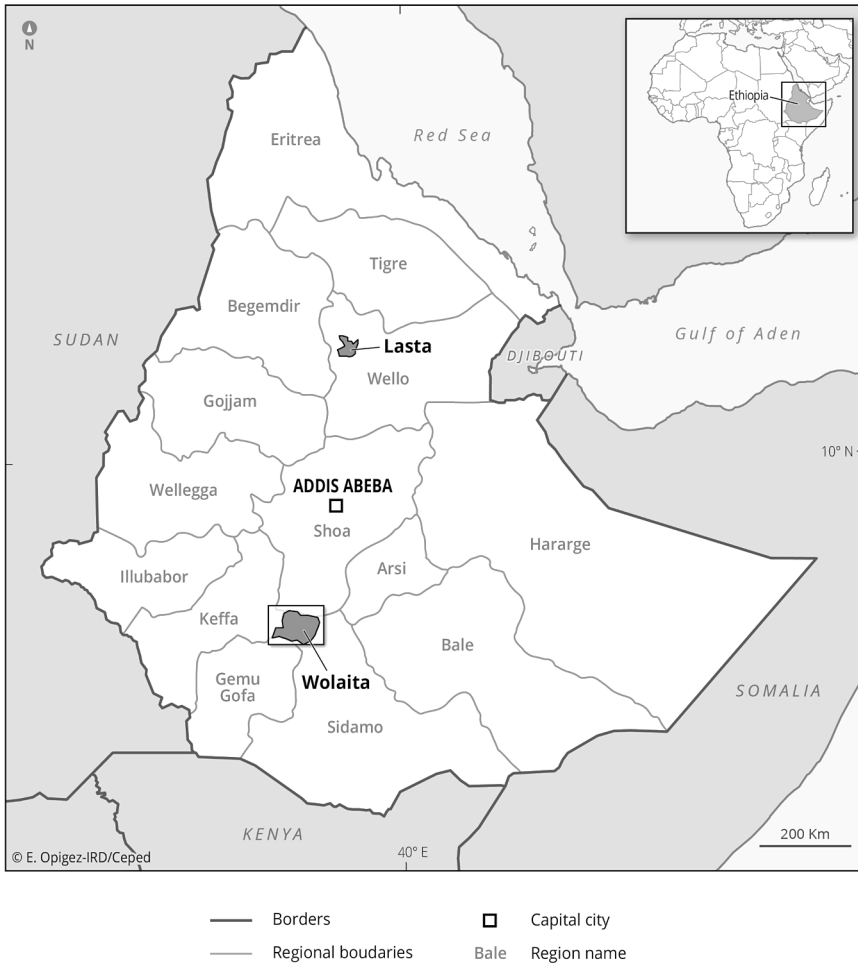 N
Eritrea
Red Sea
Ethiopia
Tigre
Begemdir
SUDAN
Lasta
Gulf of Aden
DJIBOUTI
Wello
Gojjam
10° N
ADDIS ABEBA
Wellegga
Shoa
Hararge
Illubabor
Arsi
Keffa
Bale
Gemu
Gofa
Wolaita
SOMALIA
Sidamo
KENYA
200 Km
© E. Opigez-IRD/Ceped
40° E
Borders
Capital city
Regional boudaries
Bale
Region name